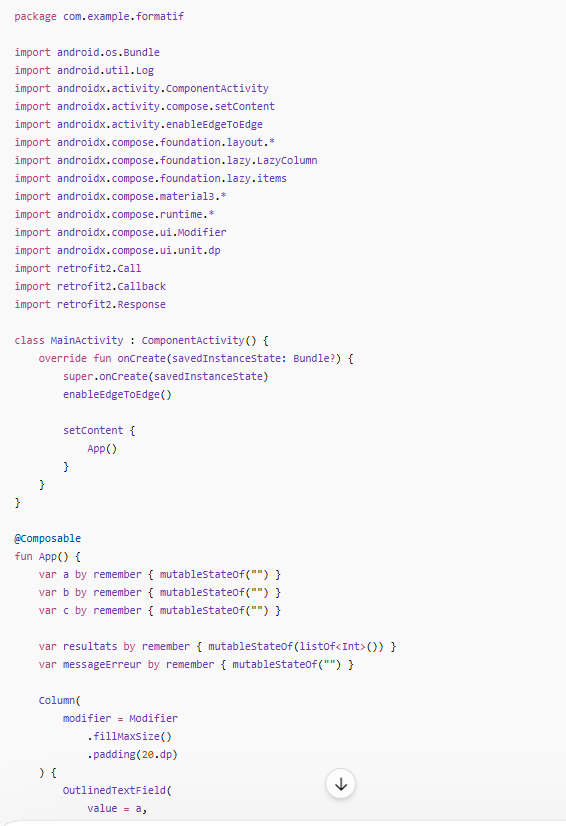 package com.example.formatif

import android.os.Bundle
import android.util.Log
import androidx.activity.ComponentActivity
import androidx.activity.compose.setContent
import androidx.activity.enableEdgeToEdge
import androidx.compose.foundation.layout.*
import androidx.compose.foundation.lazy.LazyColumn
import androidx.compose.foundation.lazy.items
import androidx.compose.material3.*
import androidx.compose.runtime.*
import androidx.compose.ui.Modifier
import androidx.compose.ui.unit.dp
import retrofit2.Call
import retrofit2.Callback
import retrofit2.Response

class MainActivity : ComponentActivity() {
    override fun onCreate(savedInstanceState: Bundle?) {
        super.onCreate(savedInstanceState)
        enableEdgeToEdge()

        setContent {
            App()
        }
    }
}

@Composable
fun App() {
    var a by remember { mutableStateOf("") }
    var b by remember { mutableStateOf("") }
    var c by remember { mutableStateOf("") }

    var resultats by remember { mutableStateOf(listOf<Int>()) }
    var messageErreur by remember { mutableStateOf("") }

    Column(
        modifier = Modifier
            .fillMaxSize()
            .padding(20.dp)
    ) {
        OutlinedTextField(
            value = a,